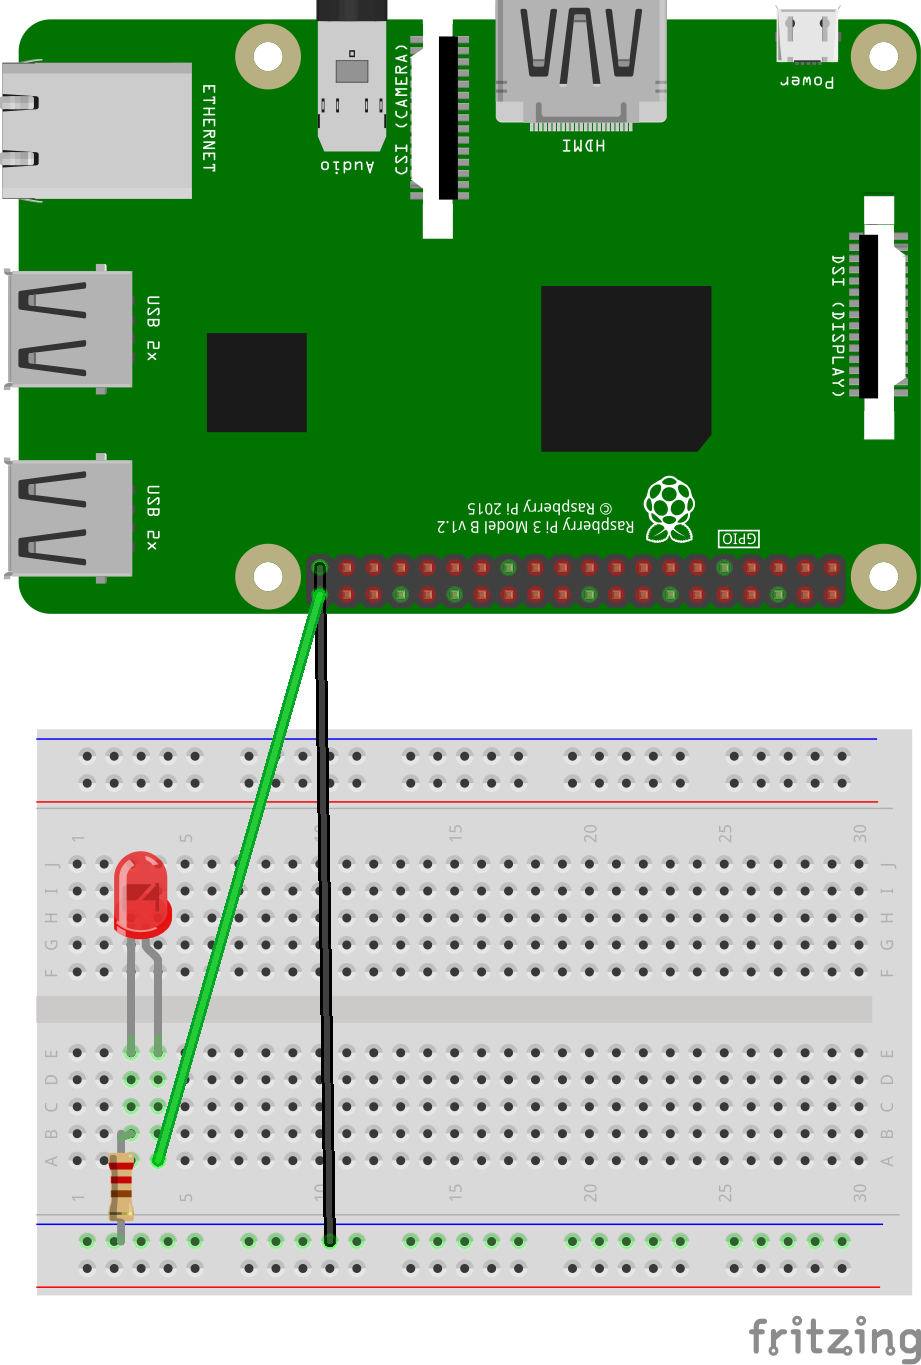 Power
ETHERNET
CSI (CAMERA)
Audio
HDMI
DSI (DISPLAY)
USB 2x
USB 2x
Raspberry Pi 3 Model B v1.2
© Raspberry Pi 2015
GPIO
1 5 10 15 20 25 30
J J
I I
H H
G G
F F
E E
D D
C C
B B
A A
1 5 10 15 20 25 30
fritzing